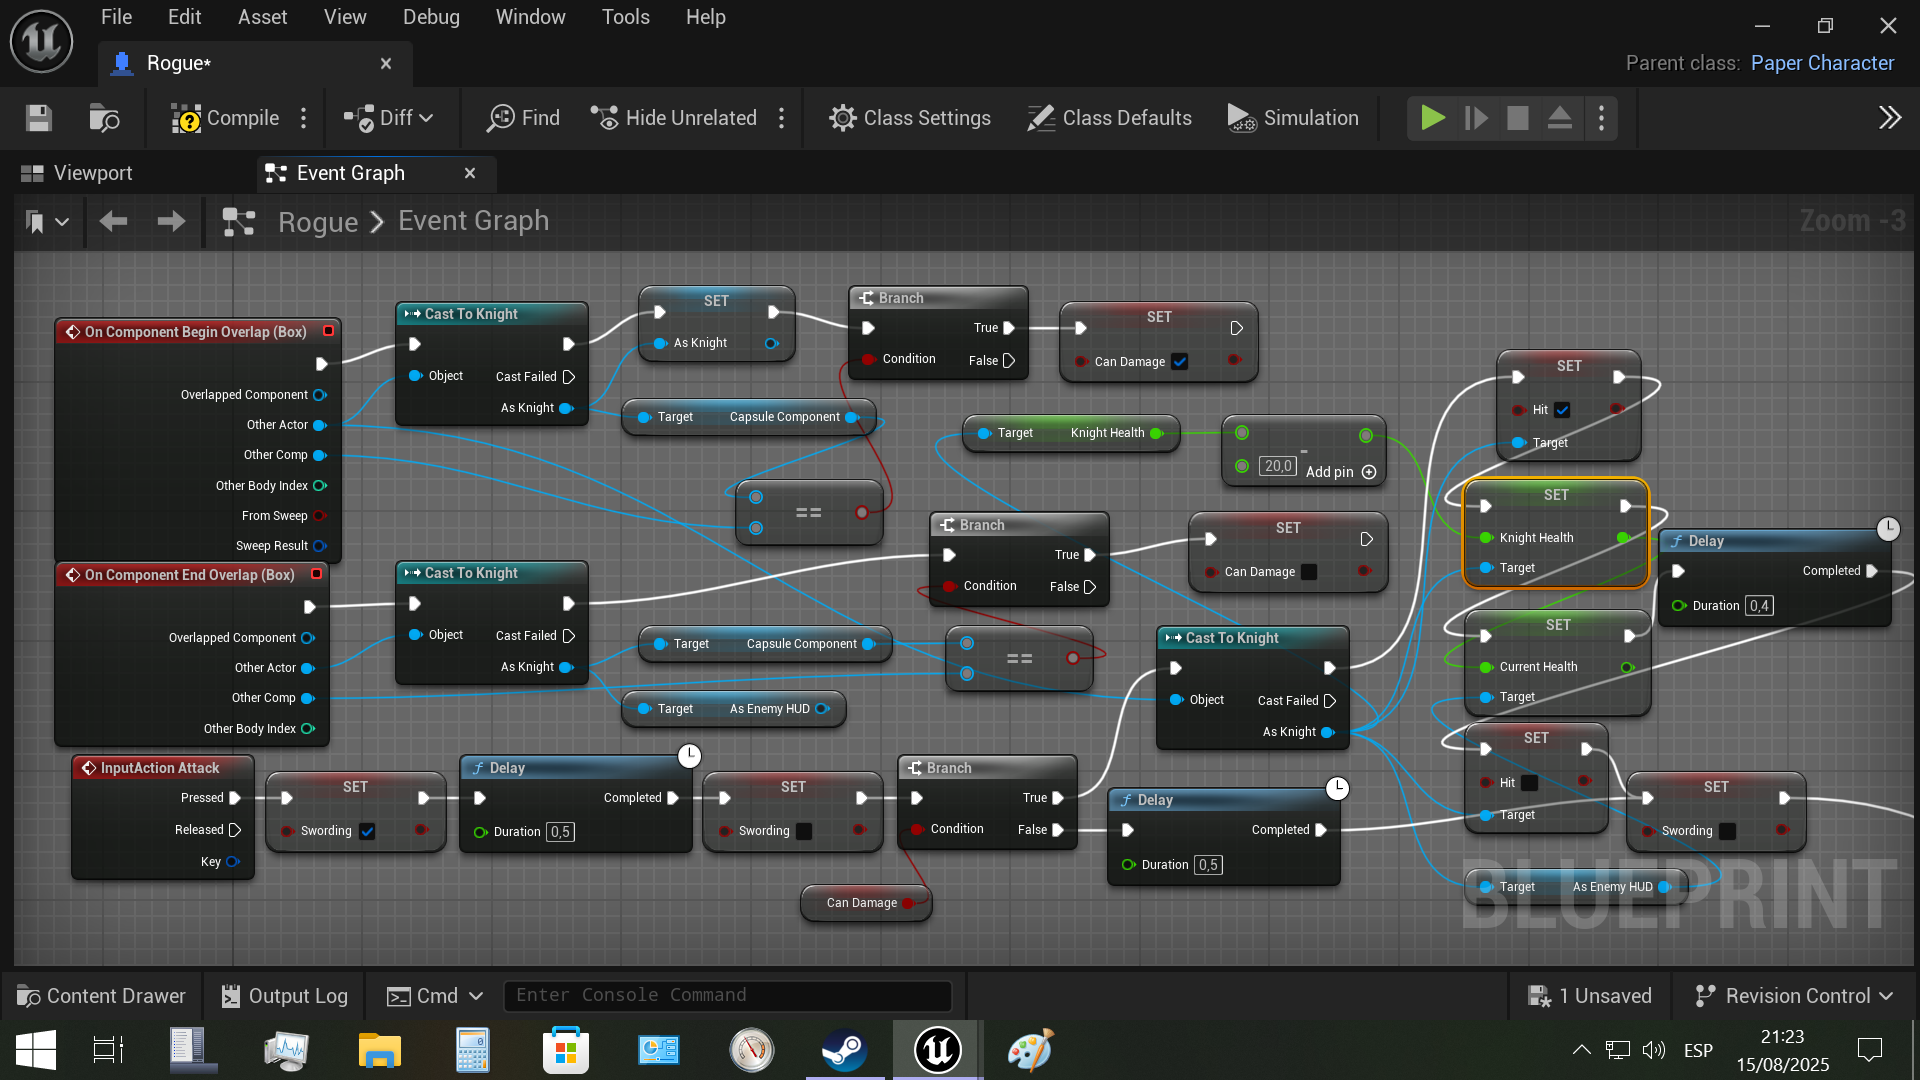 File Edit Asset View Debug Window Tools Help
Rogue*
Parent class: Paper Character
Compile Diff Find Hide Unrelated Class Settings Class Defaults Simulation
Viewport Event Graph
Rogue > Event Graph
Zoom -3
On Component Begin Overlap (Box)
Overlapped Component
Other Actor
Other Comp
Other Body Index
From Sweep
Sweep Result
Cast To Knight
Object Cast Failed
As Knight
SET
As Knight
Branch
True
Condition False
SET
Can Damage
Target Capsule Component
==
Target Knight Health
-
20,0 Add pin
SET
Hit
Target
SET
Knight Health
Target
Delay
Completed
Duration 0,4
On Component End Overlap (Box)
Overlapped Component
Other Actor
Other Comp
Other Body Index
Cast To Knight
Object Cast Failed
As Knight
Branch
True
Condition False
SET
Can Damage
Target Capsule Component
==
Target As Enemy HUD
Cast To Knight
Object Cast Failed
As Knight
SET
Current Health
Target
SET
Hit
Target
InputAction Attack
Pressed
Released
Key
SET
Swording
Delay
Completed
Duration 0,5
SET
Swording
Branch
True
Condition False
Can Damage
Delay
Completed
Duration 0,5
SET
Swording
Target As Enemy HUD
BLUEPRINT
Content Drawer Output Log Cmd Enter Console Command 1 Unsaved Revision Control
ESP
21:23
15/08/2025